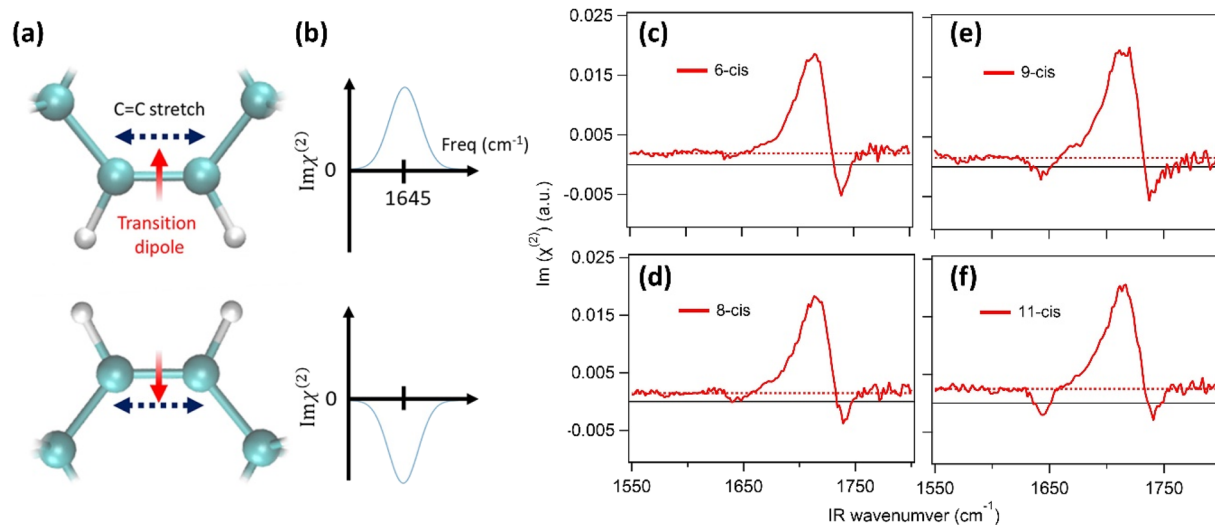 (a)
C=C stretch
Transition
dipole
(b)
Imχ(2)
0
Freq (cm-1)
1645
Imχ(2)
0
Im (χ(2)) (a.u.)
(c)
6-cis
0.025
0.015
0.005
-0.005
(e)
9-cis
(d)
8-cis
0.025
0.015
0.005
-0.005
1550
1650
1750
(f)
11-cis
1550
1650
1750
IR wavenumver (cm-1)